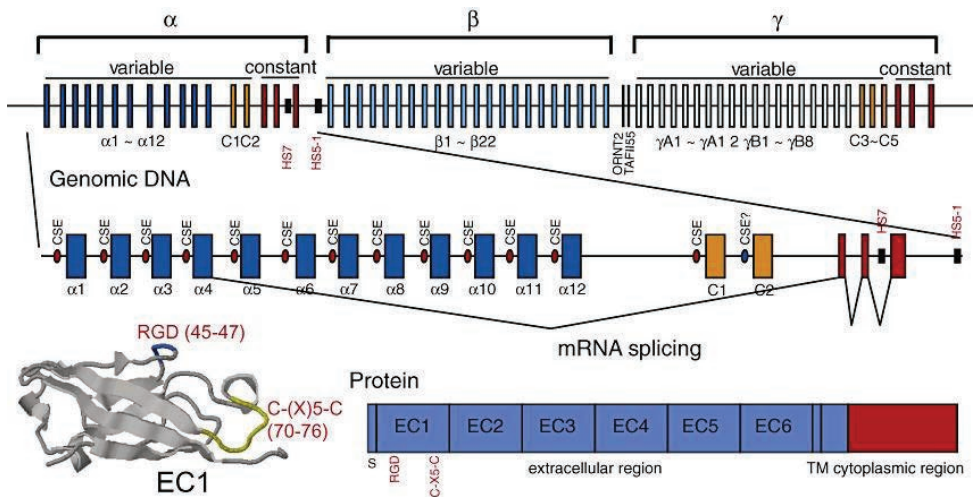 α β γ
variable constant variable constant
α1 ~ α12 C1C2 HS7 HS5-1 β1 ~ β22 ORNT2 TAFII55 γA1 ~ γA1 2 γB1 ~ γB8 C3~C5
Genomic DNA
CSE CSE CSE CSE CSE CSE CSE CSE CSE CSE CSE CSE CSE CSE? HS7 HS5-1
α1 α2 α3 α4 α5 α6 α7 α8 α9 α10 α11 α12 C1 C2
mRNA splicing
RGD (45-47)
C-(X)5-C
(70-76)
EC1
Protein
EC1 EC2 EC3 EC4 EC5 EC6
S RGD C-X5-C extracellular region TM cytoplasmic region